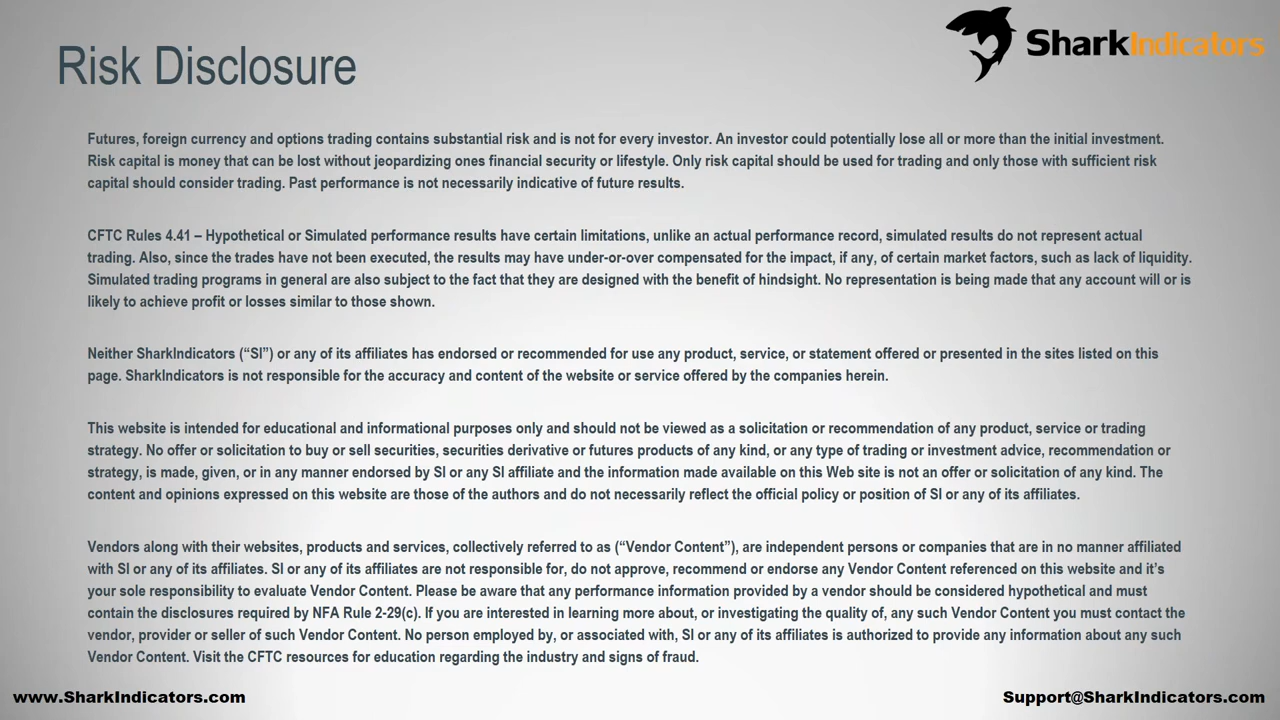 Risk Disclosure
SharkIndicators
Futures, foreign currency and options trading contains substantial risk and is not for every investor. An investor could potentially lose all or more than the initial investment.
Risk capital is money that can be lost without jeopardizing ones financial security or lifestyle. Only risk capital should be used for trading and only those with sufficient risk
capital should consider trading. Past performance is not necessarily indicative of future results.
CFTC Rules 4.41 – Hypothetical or Simulated performance results have certain limitations, unlike an actual performance record, simulated results do not represent actual
trading. Also, since the trades have not been executed, the results may have under-or-over compensated for the impact, if any, of certain market factors, such as lack of liquidity.
Simulated trading programs in general are also subject to the fact that they are designed with the benefit of hindsight. No representation is being made that any account will or is
likely to achieve profit or losses similar to those shown.
Neither SharkIndicators (“SI”) or any of its affiliates has endorsed or recommended for use any product, service, or statement offered or presented in the sites listed on this
page. SharkIndicators is not responsible for the accuracy and content of the website or service offered by the companies herein.
This website is intended for educational and informational purposes only and should not be viewed as a solicitation or recommendation of any product, service or trading
strategy. No offer or solicitation to buy or sell securities, securities derivative or futures products of any kind, or any type of trading or investment advice, recommendation or
strategy, is made, given, or in any manner endorsed by SI or any SI affiliate and the information made available on this Web site is not an offer or solicitation of any kind. The
content and opinions expressed on this website are those of the authors and do not necessarily reflect the official policy or position of SI or any of its affiliates.
Vendors along with their websites, products and services, collectively referred to as (“Vendor Content”), are independent persons or companies that are in no manner affiliated
with SI or any of its affiliates. SI or any of its affiliates are not responsible for, do not approve, recommend or endorse any Vendor Content referenced on this website and it’s
your sole responsibility to evaluate Vendor Content. Please be aware that any performance information provided by a vendor should be considered hypothetical and must
contain the disclosures required by NFA Rule 2-29(c). If you are interested in learning more about, or investigating the quality of, any such Vendor Content you must contact the
vendor, provider or seller of such Vendor Content. No person employed by, or associated with, SI or any of its affiliates is authorized to provide any information about any such
Vendor Content. Visit the CFTC resources for education regarding the industry and signs of fraud.
www.SharkIndicators.com
Support@SharkIndicators.com